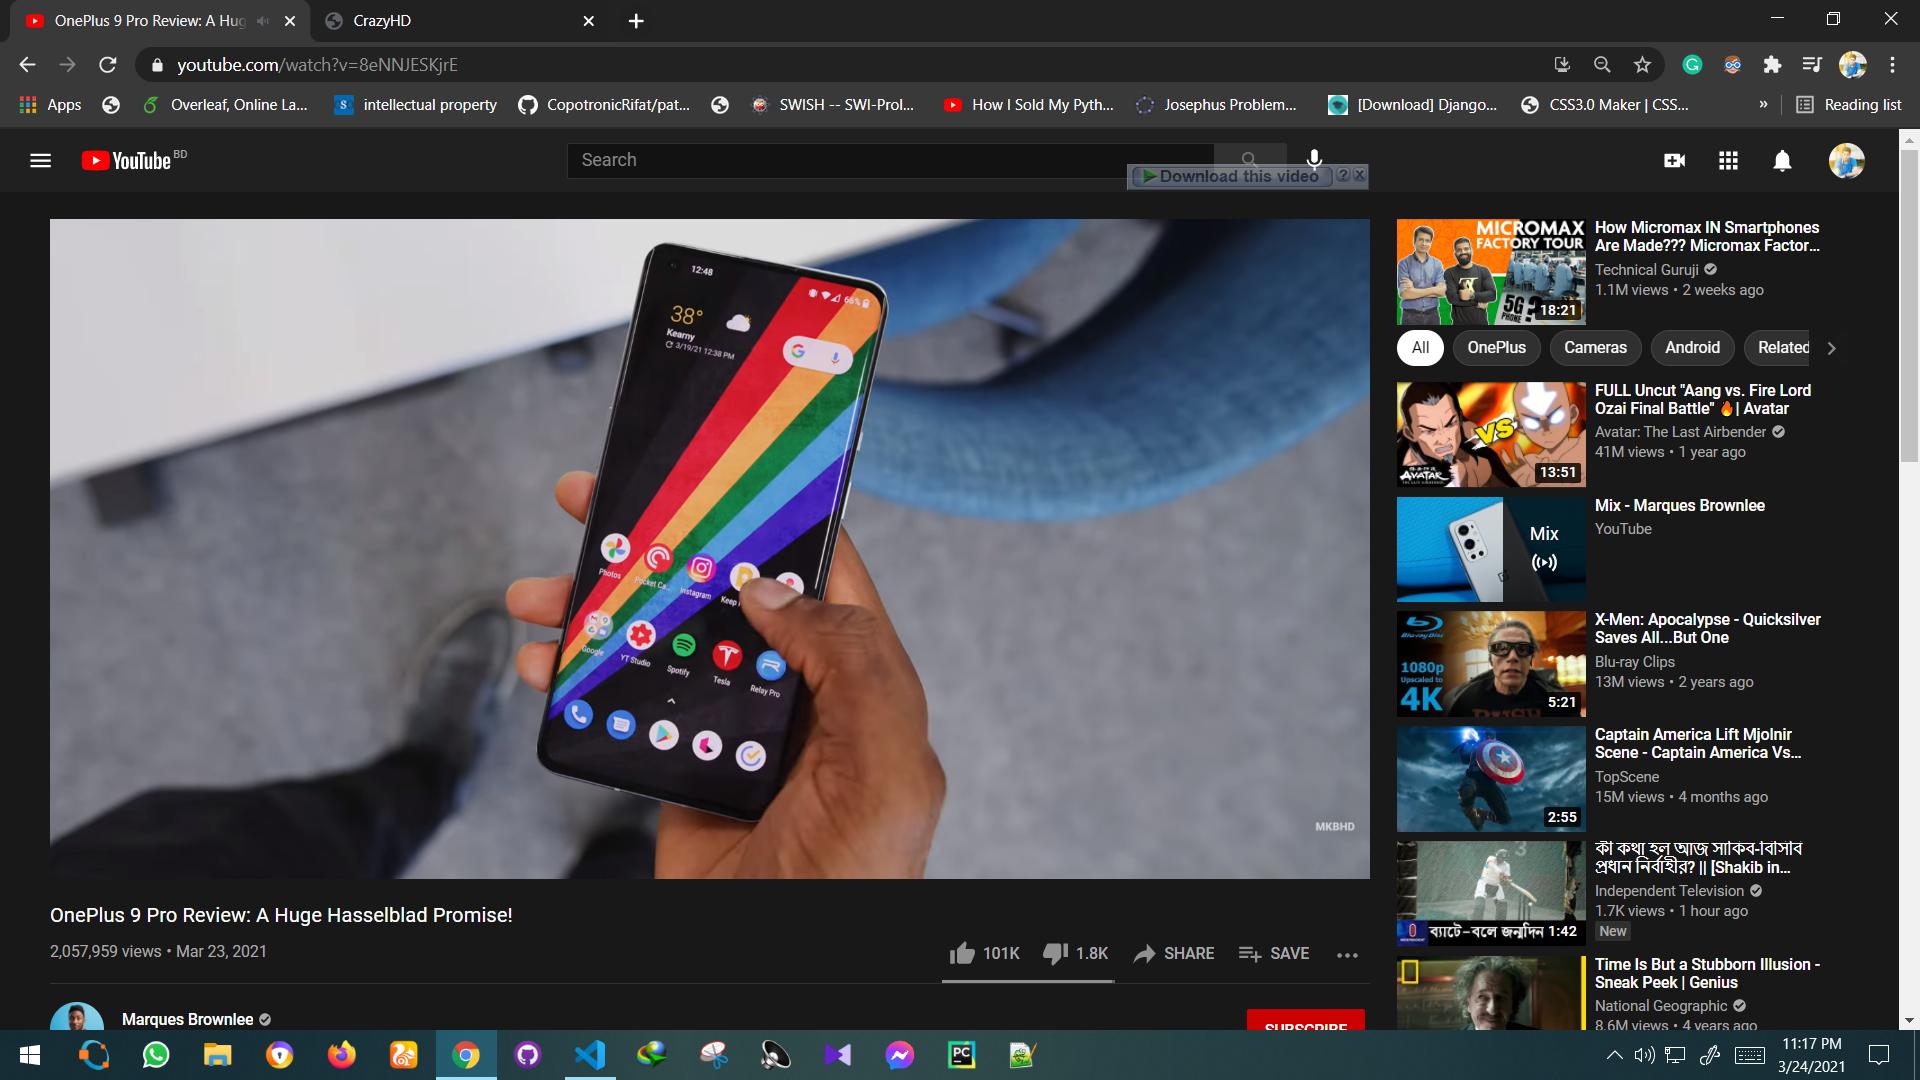 OnePlus 9 Pro Review: A Hug
CrazyHD
youtube.com/watch?v=8eNNJESKjrE
Apps
Overleaf, Online La...
intellectual property
CopotronicRifat/pat...
SWISH -- SWI-Prol...
How I Sold My Pyth...
Josephus Problem...
[Download] Django...
CSS3.0 Maker | CSS...
»
Reading list
YouTube BD
Search
Download this video
12:48
66%
38°
Kearny
3/19/21 12:38 PM
Photos
Pocket Ca...
Instagram
Keep
Google
YT Studio
Spotify
Tesla
Relay Pro
MKBHD
OnePlus 9 Pro Review: A Huge Hasselblad Promise!
2,057,959 views • Mar 23, 2021
101K
1.8K
SHARE
SAVE
Marques Brownlee
SUBSCRIBE
MICROMAX
FACTORY TOUR
5G ?
PHONE
18:21
How Micromax IN Smartphones
Are Made??? Micromax Factor...
Technical Guruji
1.1M views • 2 weeks ago
All
OnePlus
Cameras
Android
Related
VS
AVATAR
13:51
FULL Uncut "Aang vs. Fire Lord
Ozai Final Battle" 🔥| Avatar
Avatar: The Last Airbender
41M views • 1 year ago
Mix
Mix - Marques Brownlee
YouTube
Blu-ray Disc
1080p
Upscaled to
4K
RUSH
5:21
X-Men: Apocalypse - Quicksilver
Saves All...But One
Blu-ray Clips
13M views • 2 years ago
2:55
Captain America Lift Mjolnir
Scene - Captain America Vs...
TopScene
15M views • 4 months ago
3
ব্যাটে-বলে জন্মদিন
1:42
কী কথা হল আজ সাকিব-বিসিবি
প্রধান নির্বাহীর? || [Shakib in...
Independent Television
1.7K views • 1 hour ago
New
Time Is But a Stubborn Illusion -
Sneak Peek | Genius
National Geographic
8.6M views • 4 years ago
PC
11:17 PM
3/24/2021